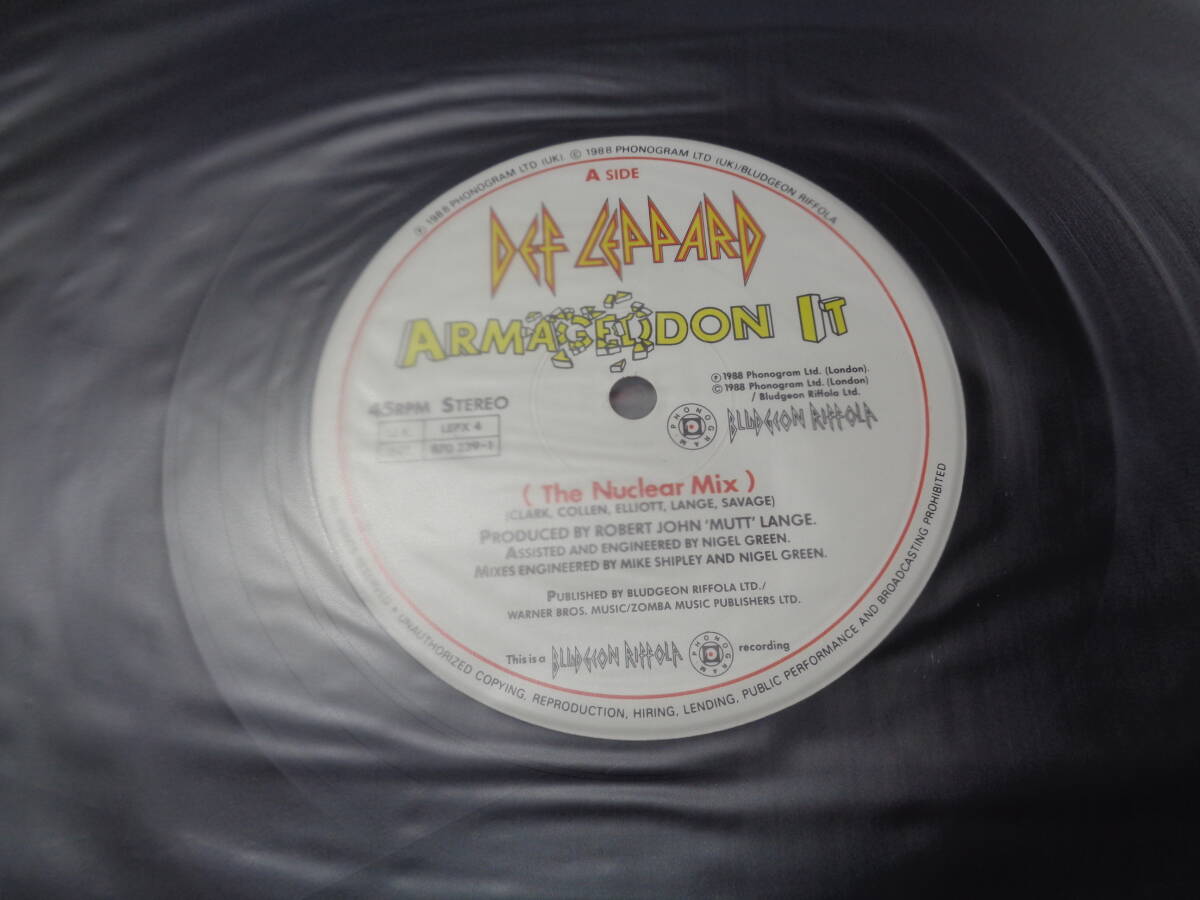 ℗ 1988 PHONOGRAM LTD (UK). © 1988 PHONOGRAM LTD (UK)/BLUDGEON RIFFOLA
A SIDE
DEF LEPPARD
ARMAGEDDON IT
℗ 1988 Phonogram Ltd. (London).
© 1988 Phonogram Ltd. (London)
/ Bludgeon Riffola Ltd.
45RPM STEREO
PHONOGRAM
BLUDGEON RIFFOLA
LEPX 4
870 239-1
( The Nuclear Mix )
(CLARK, COLLEN, ELLIOTT, LANGE, SAVAGE)
PRODUCED BY ROBERT JOHN 'MUTT' LANGE.
ASSISTED AND ENGINEERED BY NIGEL GREEN.
MIXES ENGINEERED BY MIKE SHIPLEY AND NIGEL GREEN.
PUBLISHED BY BLUDGEON RIFFOLA LTD./
WARNER BROS. MUSIC/ZOMBA MUSIC PUBLISHERS LTD.
This is a BLUDGEON RIFFOLA PHONOGRAM recording
• UNAUTHORIZED COPYING, REPRODUCTION, HIRING, LENDING, PUBLIC PERFORMANCE AND BROADCASTING PROHIBITED